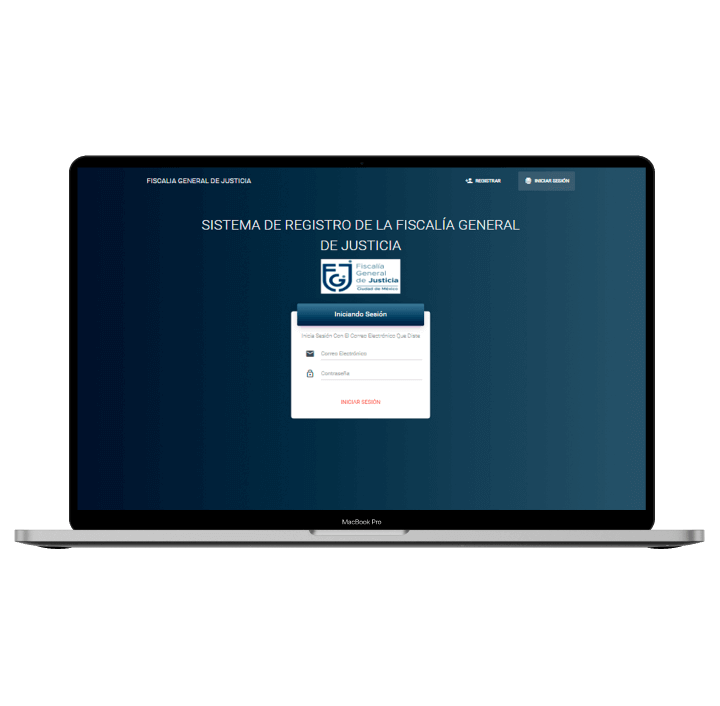 FISCALIA GENERAL DE JUSTICIA
REGISTRAR
INICIAR SESIÓN
SISTEMA DE REGISTRO DE LA FISCALÍA GENERAL
DE JUSTICIA
FGJ
Fiscalía
General
de Justicia
Ciudad de México
Iniciando Sesión
Inicia Sesión Con El Correo Electrónico Que Diste
Correo Electrónico
Contraseña
INICIAR SESIÓN
MacBook Pro